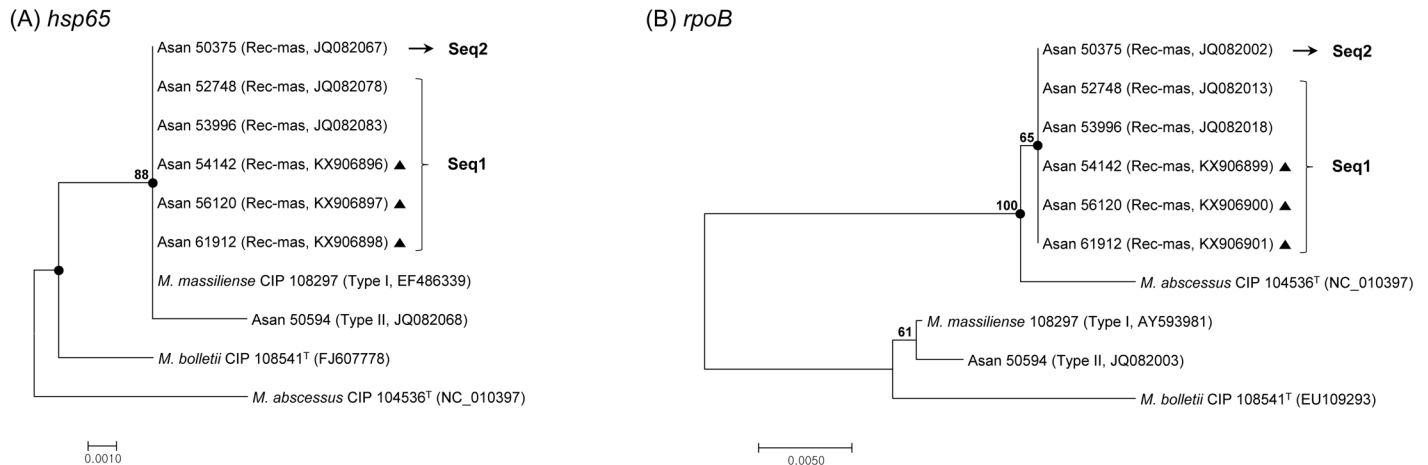 (A) hsp65
Asan 50375 (Rec-mas, JQ082067) → Seq2
Asan 52748 (Rec-mas, JQ082078)
Asan 53996 (Rec-mas, JQ082083)
Asan 54142 (Rec-mas, KX906896) ▲
Seq1
Asan 56120 (Rec-mas, KX906897) ▲
Asan 61912 (Rec-mas, KX906898) ▲
M. massiliense CIP 108297 (Type I, EF486339)
Asan 50594 (Type II, JQ082068)
M. bolletii CIP 108541ᵀ (FJ607778)
M. abscessus CIP 104536ᵀ (NC_010397)
88
0.0010
(B) rpoB
Asan 50375 (Rec-mas, JQ082002) → Seq2
Asan 52748 (Rec-mas, JQ082013)
Asan 53996 (Rec-mas, JQ082018)
Asan 54142 (Rec-mas, KX906899) ▲
Seq1
Asan 56120 (Rec-mas, KX906900) ▲
Asan 61912 (Rec-mas, KX906901) ▲
M. abscessus CIP 104536ᵀ (NC_010397)
M. massiliense 108297 (Type I, AY593981)
Asan 50594 (Type II, JQ082003)
M. bolletii CIP 108541ᵀ (EU109293)
65
100
61
0.0050